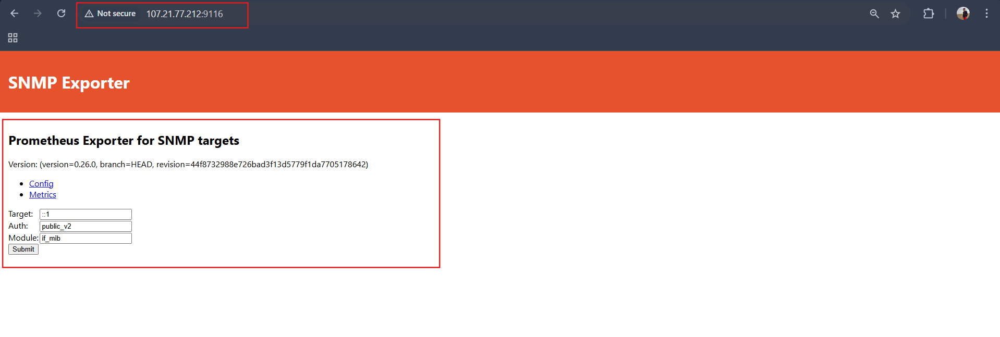 Not secure 107.21.77.212:9116
SNMP Exporter
Prometheus Exporter for SNMP targets
Version: (version=0.26.0, branch=HEAD, revision=44f8732988e726bad3f13d5779f1da7705178642)
Config
Metrics
Target: ::1
Auth: public_v2
Module: if_mib
Submit